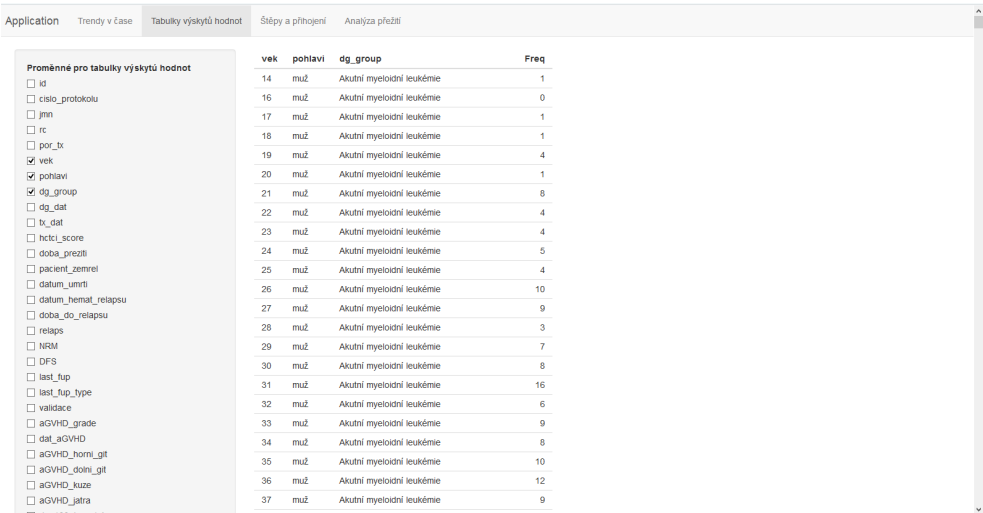 Application Trendy v čase Tabulky výskytů hodnot Štěpy a přihojení Analýza přežití
Proměnné pro tabulky výskytů hodnot
id
cislo_protokolu
jmn
rc
por_tx
vek
pohlavi
dg_group
dg_dat
tx_dat
hctci_score
doba_preziti
pacient_zemrel
datum_umrti
datum_hemat_relapsu
doba_do_relapsu
relaps
NRM
DFS
last_fup
last_fup_type
validace
aGVHD_grade
dat_aGVHD
aGVHD_horni_git
aGVHD_dolni_git
aGVHD_kuze
aGVHD_jatra
vek pohlavi dg_group Freq
14 muž Akutní myeloidní leukémie 1
16 muž Akutní myeloidní leukémie 0
17 muž Akutní myeloidní leukémie 1
18 muž Akutní myeloidní leukémie 1
19 muž Akutní myeloidní leukémie 4
20 muž Akutní myeloidní leukémie 1
21 muž Akutní myeloidní leukémie 8
22 muž Akutní myeloidní leukémie 4
23 muž Akutní myeloidní leukémie 4
24 muž Akutní myeloidní leukémie 5
25 muž Akutní myeloidní leukémie 4
26 muž Akutní myeloidní leukémie 10
27 muž Akutní myeloidní leukémie 9
28 muž Akutní myeloidní leukémie 3
29 muž Akutní myeloidní leukémie 7
30 muž Akutní myeloidní leukémie 8
31 muž Akutní myeloidní leukémie 16
32 muž Akutní myeloidní leukémie 6
33 muž Akutní myeloidní leukémie 9
34 muž Akutní myeloidní leukémie 8
35 muž Akutní myeloidní leukémie 10
36 muž Akutní myeloidní leukémie 12
37 muž Akutní myeloidní leukémie 9